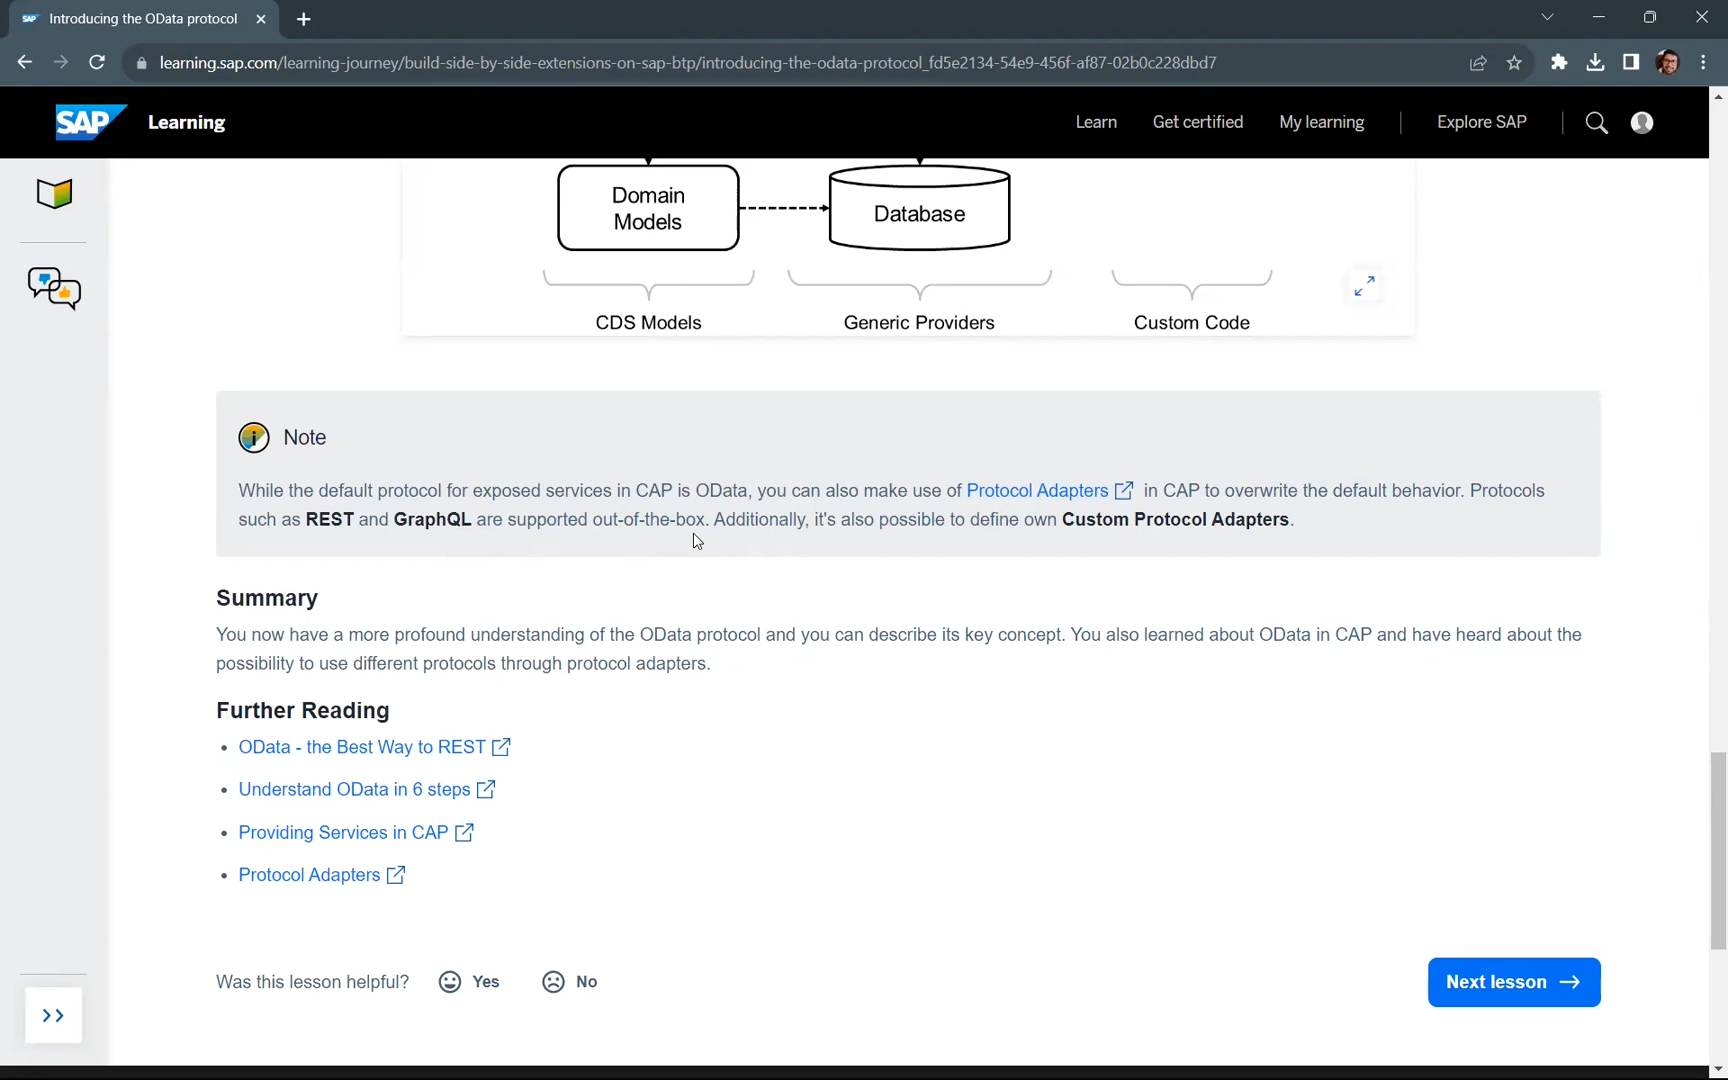 SAP Introducing the OData protocol
learning.sap.com/learning-journey/build-side-by-side-extensions-on-sap-btp/introducing-the-odata-protocol_fd5e2134-54e9-456f-af87-02b0c228dbd7
SAP Learning Learn Get certified My learning Explore SAP
Domain
Models
Database
CDS Models Generic Providers Custom Code
Note
While the default protocol for exposed services in CAP is OData, you can also make use of Protocol Adapters in CAP to overwrite the default behavior. Protocols
such as REST and GraphQL are supported out-of-the-box. Additionally, it's also possible to define own Custom Protocol Adapters.
Summary
You now have a more profound understanding of the OData protocol and you can describe its key concept. You also learned about OData in CAP and have heard about the
possibility to use different protocols through protocol adapters.
Further Reading
• OData - the Best Way to REST
• Understand OData in 6 steps
• Providing Services in CAP
• Protocol Adapters
Was this lesson helpful? Yes No Next lesson